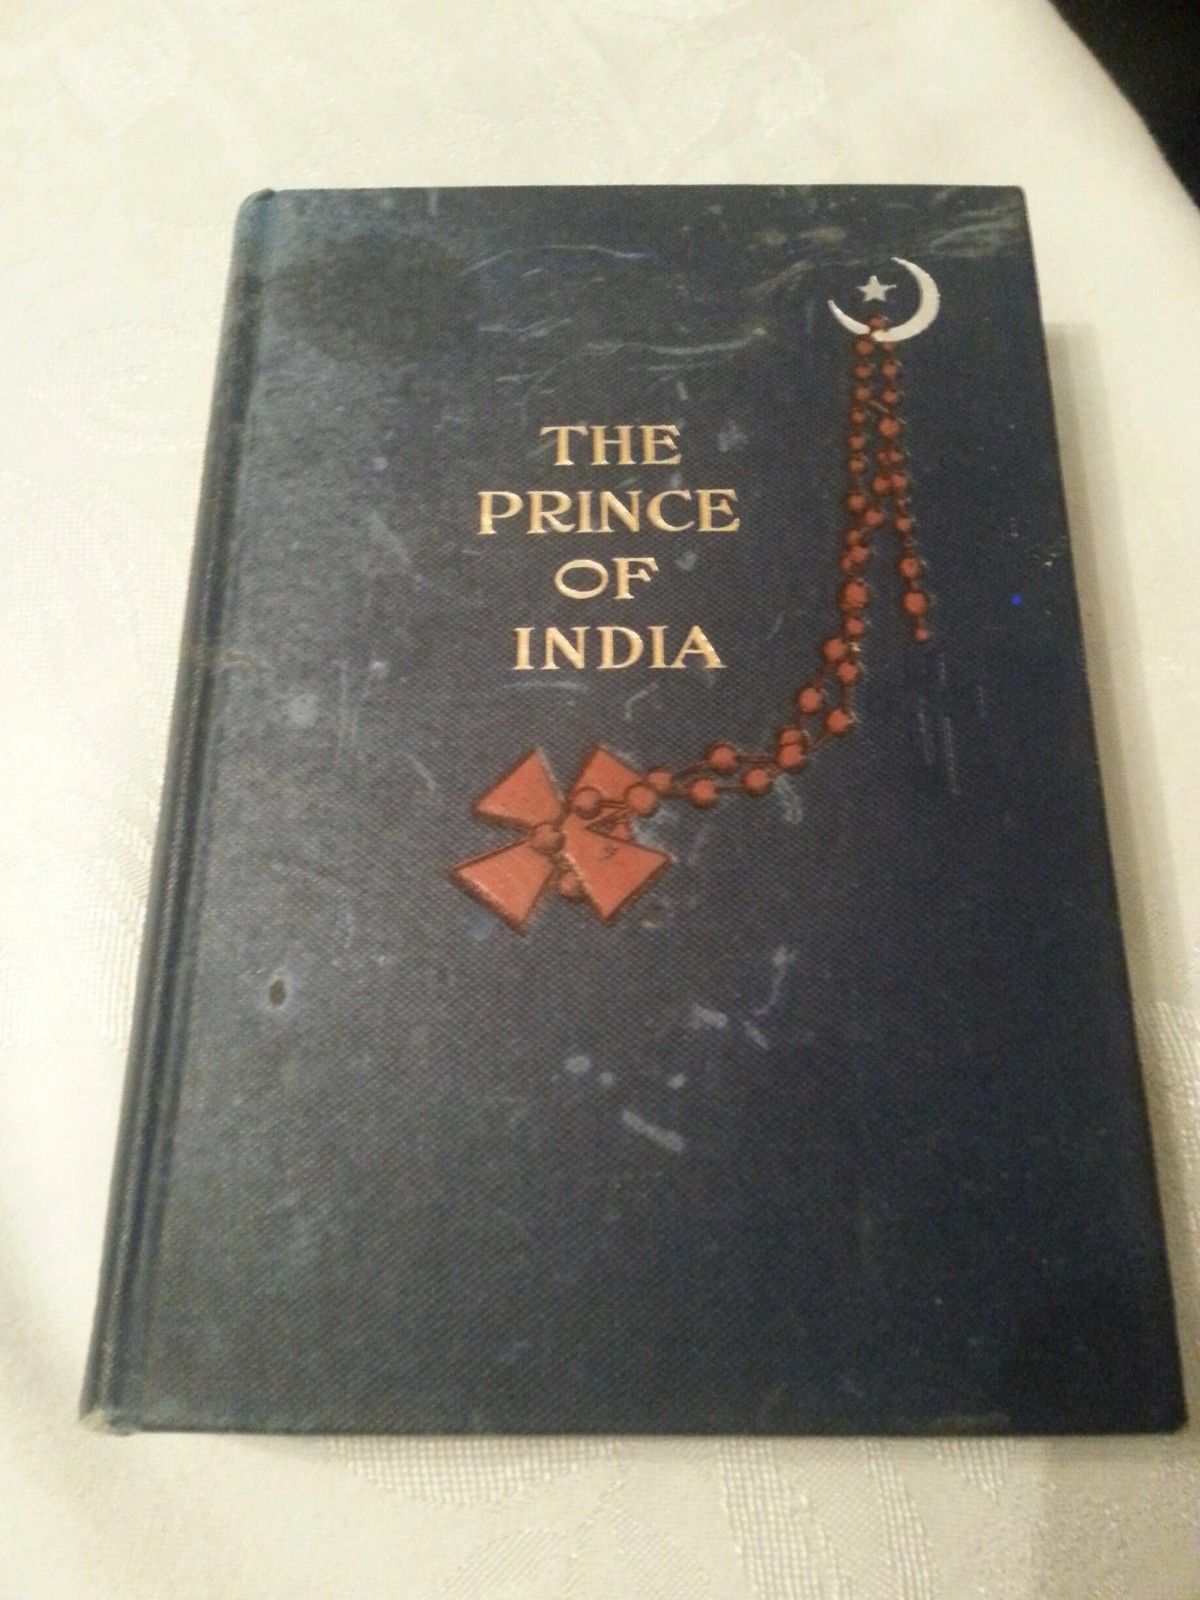 THE
PRINCE
OF
INDIA